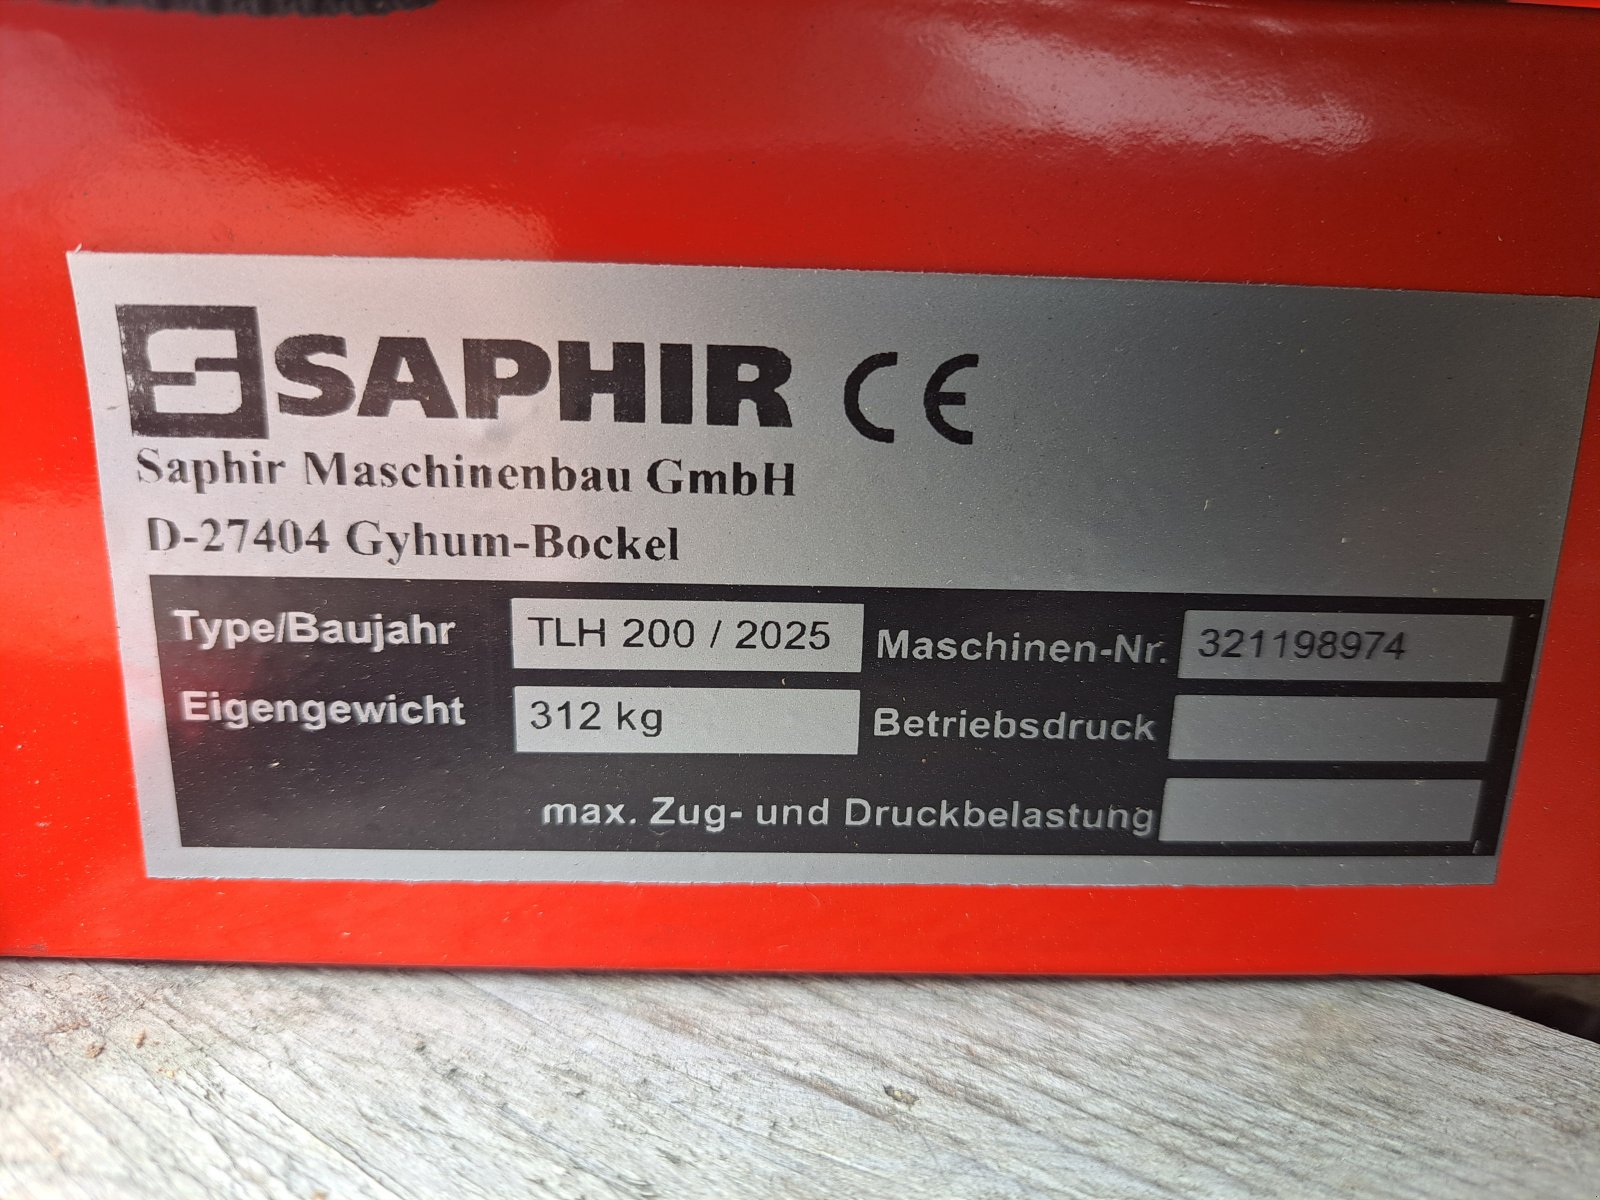 SAPHIR CE
Saphir Maschinenbau GmbH
D-27404 Gyhum-Bockel
Type/Baujahr TLH 200 / 2025 Maschinen-Nr. 321198974
Eigengewicht 312 kg Betriebsdruck
max. Zug- und Druckbelastung